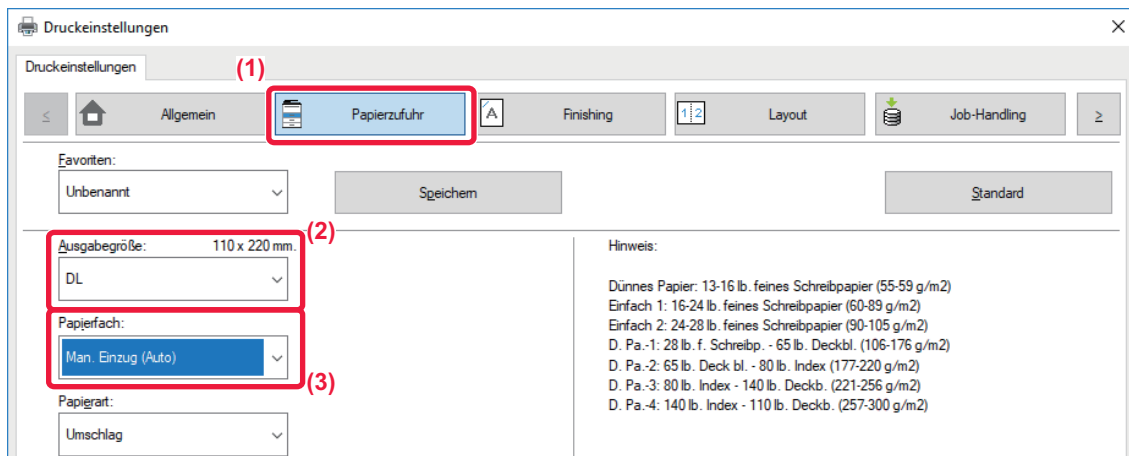 Druckeinstellungen
Druckeinstellungen
(1)
≤ Allgemein Papierzufuhr A Finishing 1 2 Layout Job-Handling ≥
Favoriten:
Unbenannt Speichern Standard
(2)
Ausgabegröße: 110 x 220 mm.
DL
Papierfach:
Man. Einzug (Auto)
(3)
Papierart:
Umschlag
Hinweis:
Dünnes Papier: 13-16 lb. feines Schreibpapier (55-59 g/m2)
Einfach 1: 16-24 lb. feines Schreibpapier (60-89 g/m2)
Einfach 2: 24-28 lb. feines Schreibpapier (90-105 g/m2)
D. Pa.-1: 28 lb. f. Schreibp. - 65 lb. Deckbl. (106-176 g/m2)
D. Pa.-2: 65 lb. Deck bl. - 80 lb. Index (177-220 g/m2)
D. Pa.-3: 80 lb. Index - 140 lb. Deckb. (221-256 g/m2)
D. Pa.-4: 140 lb. Index - 110 lb. Deckb. (257-300 g/m2)